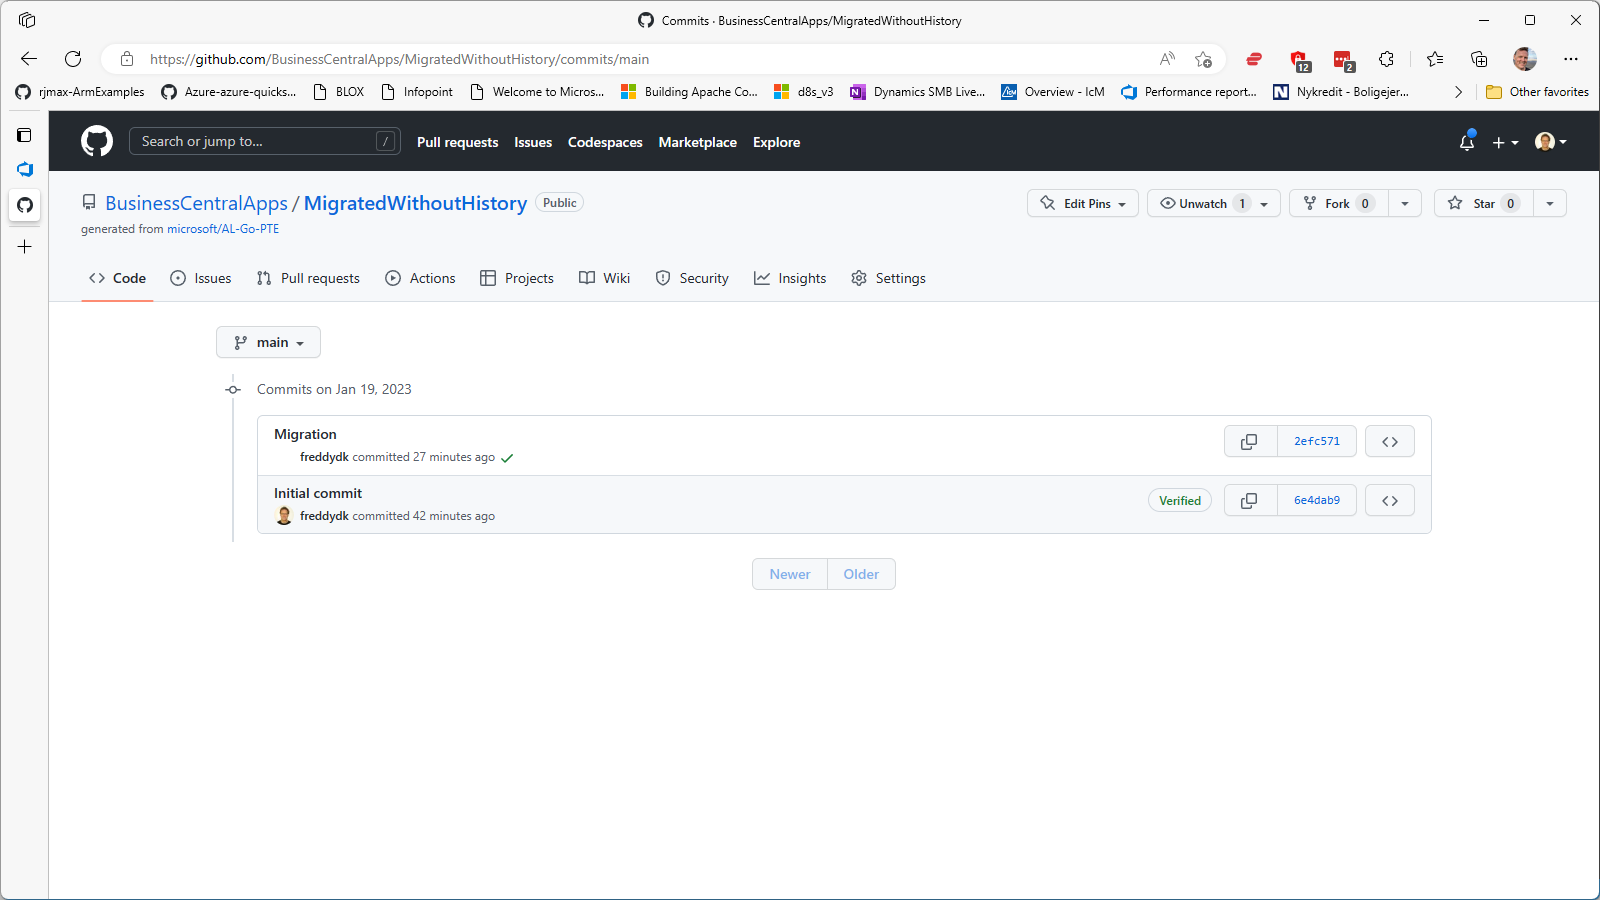 Commits · BusinessCentralApps/MigratedWithoutHistory
https://github.com/BusinessCentralApps/MigratedWithoutHistory/commits/main
12
2
rjmax-ArmExamples
Azure-azure-quicks...
BLOX
Infopoint
Welcome to Micros...
Building Apache Co...
d8s_v3
Dynamics SMB Live...
Overview - IcM
Performance report...
Nykredit - Boligejer...
Other favorites
Search or jump to...
/
Pull requests
Issues
Codespaces
Marketplace
Explore
BusinessCentralApps / MigratedWithoutHistory
Public
Edit Pins
Unwatch 1
Fork 0
Star 0
generated from microsoft/AL-Go-PTE
Code
Issues
Pull requests
Actions
Projects
Wiki
Security
Insights
Settings
main
Commits on Jan 19, 2023
Migration
freddydk committed 27 minutes ago
2efc571
Initial commit
freddydk committed 42 minutes ago
Verified
6e4dab9
Newer
Older